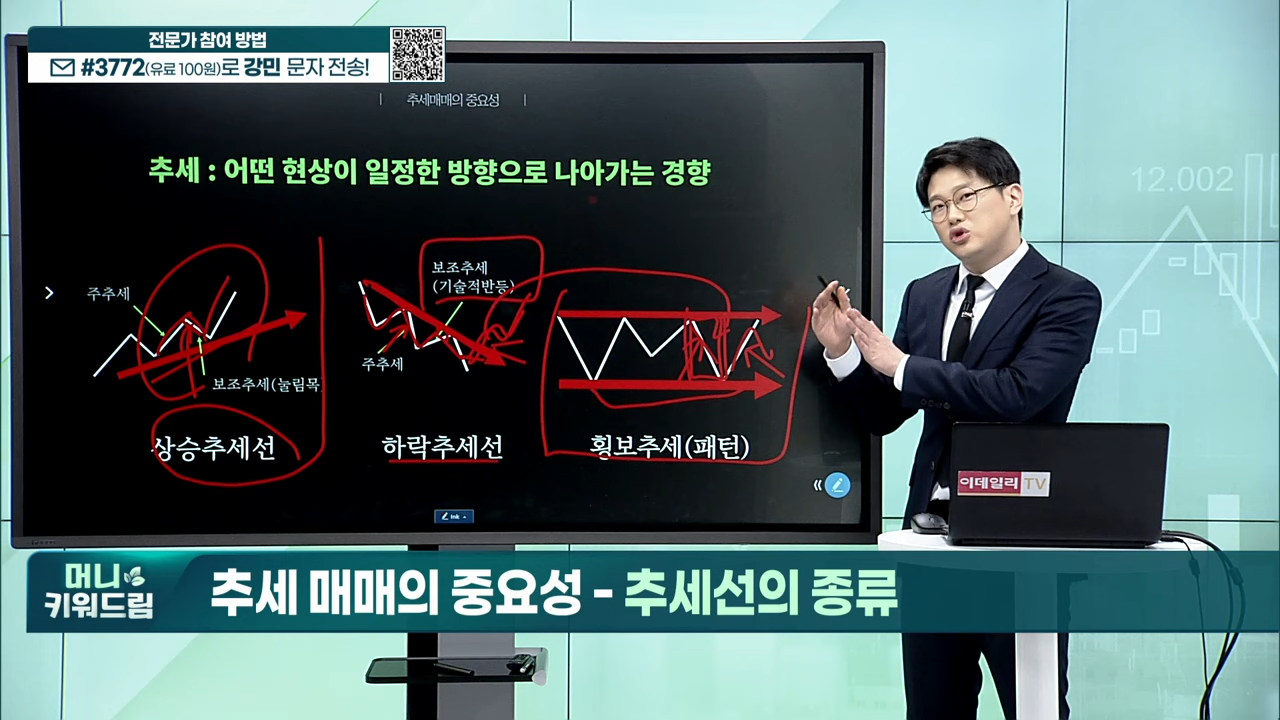 전문가 참여 방법
#3772(유료 100원)로 강민 문자 전송!
추세매매의 중요성
추세 : 어떤 현상이 일정한 방향으로 나아가는 경향
12.002
보조추세
(기술적반등)
주추세
주추세
보조추세(눌림목
상승추세선
하락추세선
횡보추세(패턴)
이데일리TV
Ink
머니
키워드림
추세 매매의 중요성 - 추세선의 종류